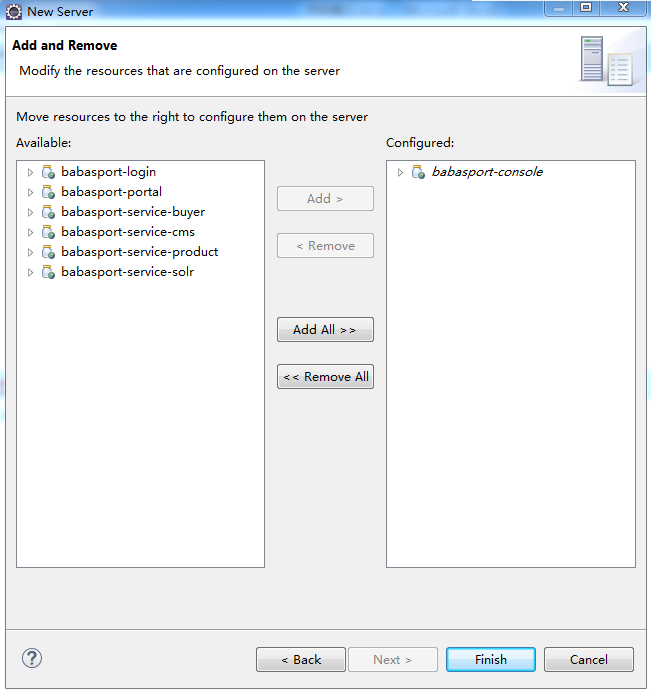 New Server
Add and Remove
Modify the resources that are configured on the server
Move resources to the right to configure them on the server
Available:
babasport-login
babasport-portal
babasport-service-buyer
babasport-service-cms
babasport-service-product
babasport-service-solr
Add >
< Remove
Add All >>
<< Remove All
Configured:
babasport-console
?
< Back
Next >
Finish
Cancel